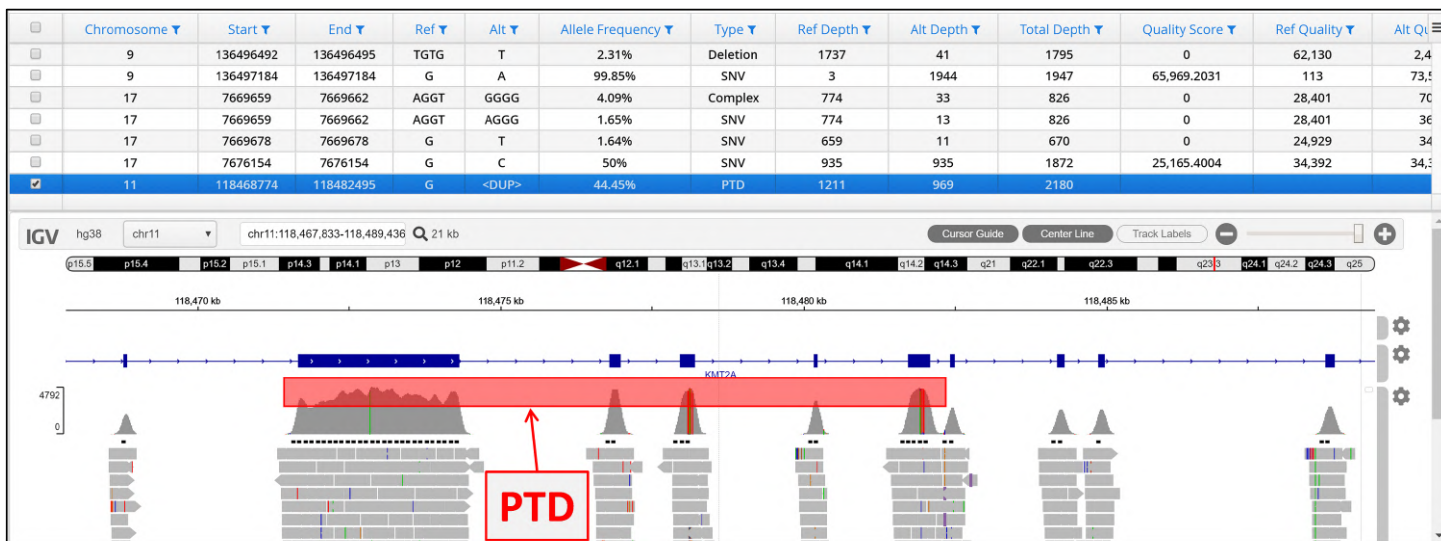 Chromosome Start End Ref Alt Allele Frequency Type Ref Depth Alt Depth Total Depth Quality Score Ref Quality
9 136496492 136496495 TGTG T 2.31% Deletion 1737 41 1795 0 62,130 2,4
9 136497184 136497184 G A 99.85% SNV 3 1944 1947 65,969.2031 113 73,5
17 7669659 7669662 AGGT GGGG 4.09% Complex 774 33 826 0 28,401 70
17 7669659 7669662 AGGT AGGG 1.65% SNV 774 13 826 0 28,401 36
17 7669678 7669678 G T 1.64% SNV 659 11 670 0 24,929 34
17 7676154 7676154 G C 50% SNV 935 935 1872 25,165.4004 34,392 34,3
11 118468774 118482495 G <DUP> 44.45% PTD 1211 969 2180
IGV hg38 chr11 chr11:118,467,833-118,489,436 21 kb Cursor Guide Center Line Track Labels
p15.5 p15.4 p15.2 p15.1 p14.3 p14.1 p13 p12 p11.2 q12.1 q13.1 q13.2 q13.4 q14.1 q14.2 q14.3 q21 q22.1 q22.3 q23.3 q24.1 q24.2 q24.3 q25
118,470 kb 118,475 kb 118,480 kb 118,485 kb
KMT2A
4792
0
PTD